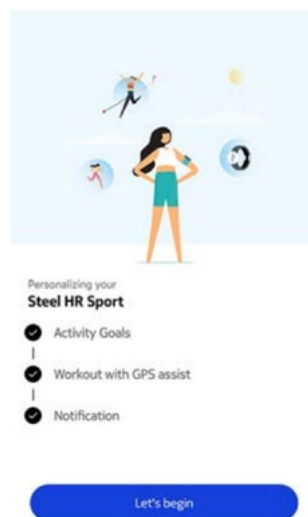 Personalizing your
Steel HR Sport
Activity Goals
Workout with GPS assist
Notification
Let's begin